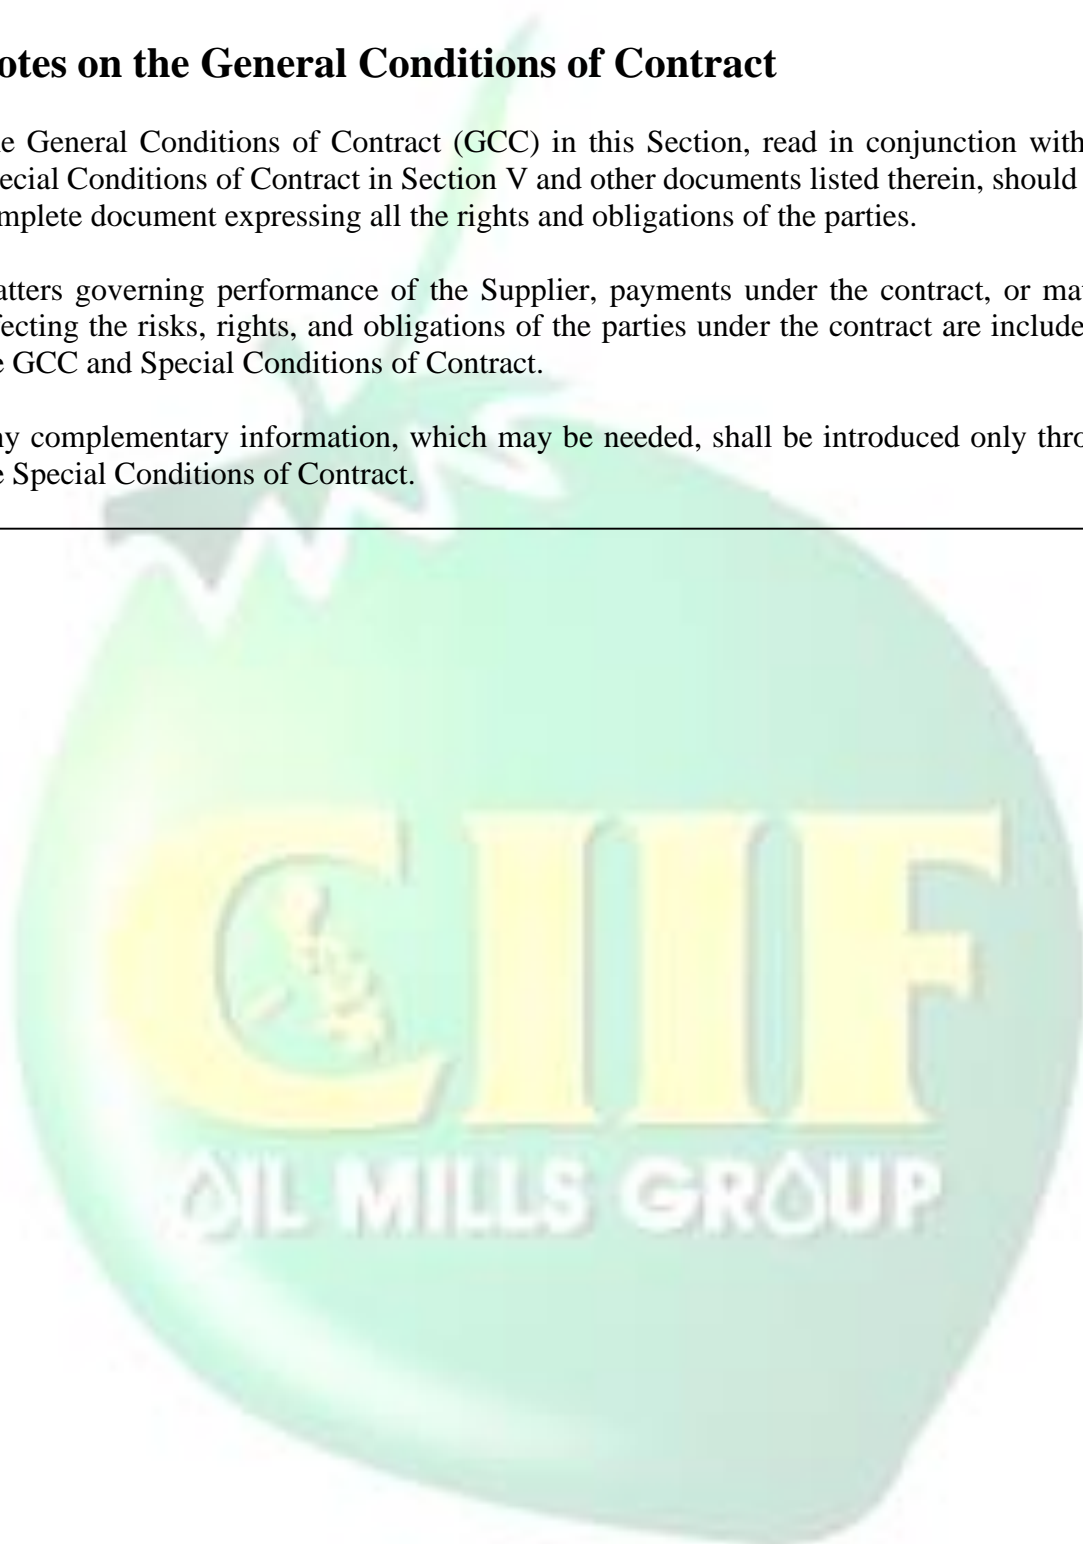 otes on the General Conditions of Contract
e General Conditions of Contract (GCC) in this Section, read in conjunction with
ecial Conditions of Contract in Section V and other documents listed therein, should
mplete document expressing all the rights and obligations of the parties.
atters governing performance of the Supplier, payments under the contract, or mat
fecting the risks, rights, and obligations of the parties under the contract are include
e GCC and Special Conditions of Contract.
ny complementary information, which may be needed, shall be introduced only thro
e Special Conditions of Contract.
CIIF
OIL MILLS GROUP